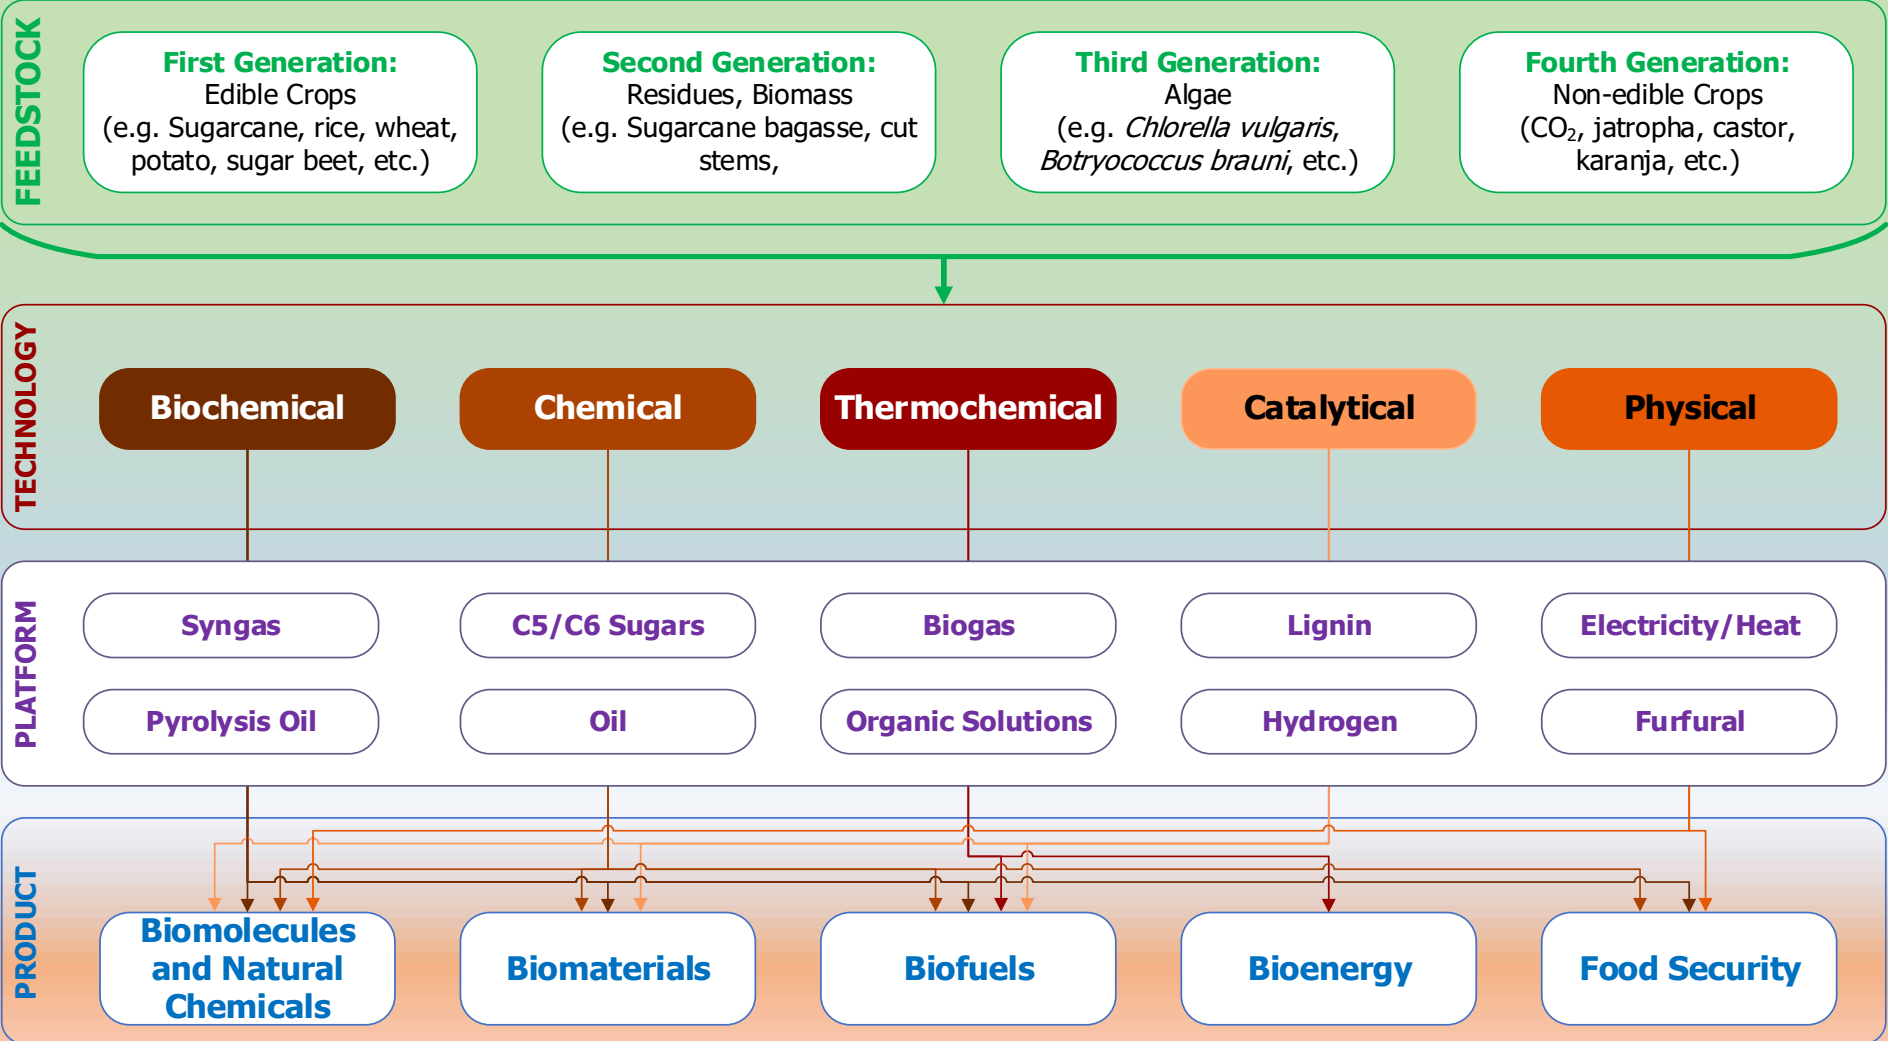 FEEDSTOCK
First Generation:
Edible Crops
(e.g. Sugarcane, rice, wheat,
potato, sugar beet, etc.)
Second Generation:
Residues, Biomass
(e.g. Sugarcane bagasse, cut
stems,
Third Generation:
Algae
(e.g. Chlorella vulgaris,
Botryococcus brauni, etc.)
Fourth Generation:
Non-edible Crops
(CO₂, jatropha, castor,
karanja, etc.)
TECHNOLOGY
Biochemical
Chemical
Thermochemical
Catalytical
Physical
PLATFORM
Syngas
C5/C6 Sugars
Biogas
Lignin
Electricity/Heat
Pyrolysis Oil
Oil
Organic Solutions
Hydrogen
Furfural
PRODUCT
Biomolecules
and Natural
Chemicals
Biomaterials
Biofuels
Bioenergy
Food Security